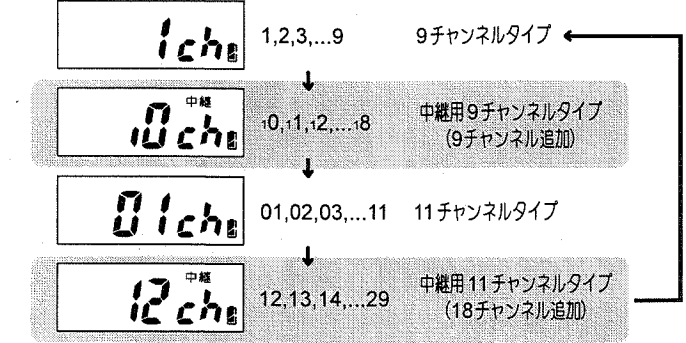 1ch
1,2,3,...9
9チャンネルタイプ
中継
10ch
10,11,12,...18
中継用9チャンネルタイプ
(9チャンネル追加)
01ch
01,02,03,...11
11チャンネルタイプ
中継
12ch
12,13,14,...29
中継用11チャンネルタイプ
(18チャンネル追加)